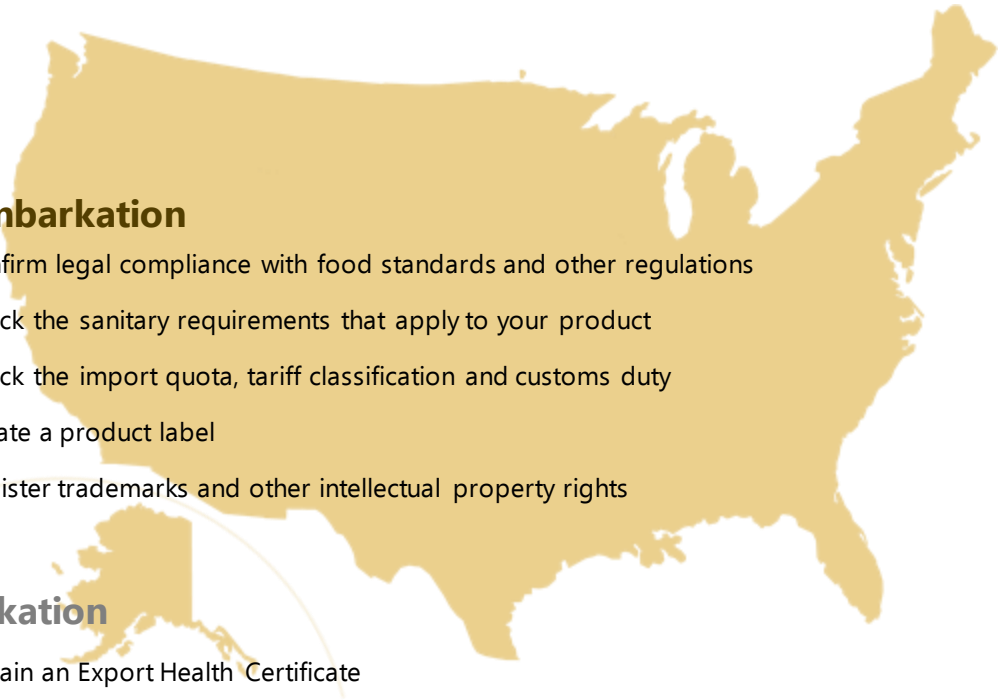 nbarkation
firm legal compliance with food standards and other regulations
ck the sanitary requirements that apply to your product
ck the import quota, tariff classification and customs duty
ate a product label
ister trademarks and other intellectual property rights
kation
ain an Export Health Certificate